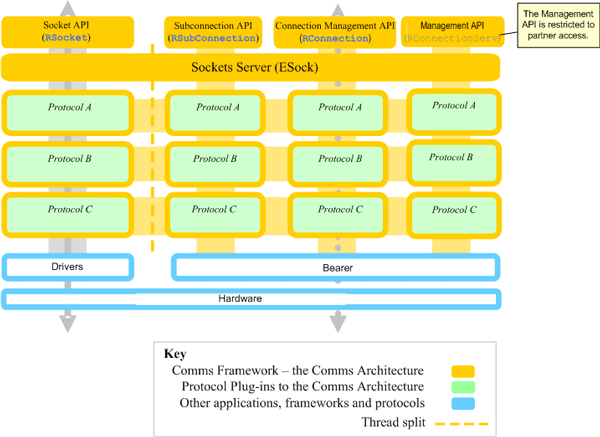 Socket API
(RSocket)
Subconnection API
(RSubConnection)
Connection Management API
(RConnection)
Management API
(RConnectionServ)
The Management
API is restricted to
partner access.
Sockets Server (ESock)
Protocol A
Protocol A
Protocol A
Protocol A
Protocol B
Protocol B
Protocol B
Protocol B
Protocol C
Protocol C
Protocol C
Protocol C
Drivers
Bearer
Hardware
Key
Comms Framework – the Comms Architecture
Protocol Plug-ins to the Comms Architecture
Other applications, frameworks and protocols
Thread split